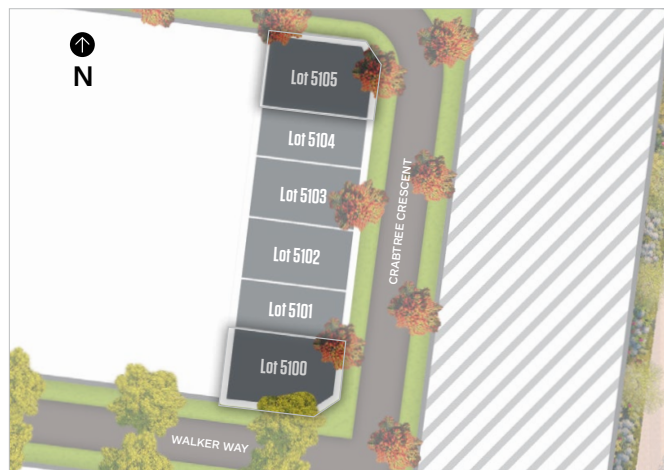 N
Lot 5105
Lot 5104
Lot 5103
Lot 5102
Lot 5101
Lot 5100
CRABTREE CRESCENT
WALKER WAY